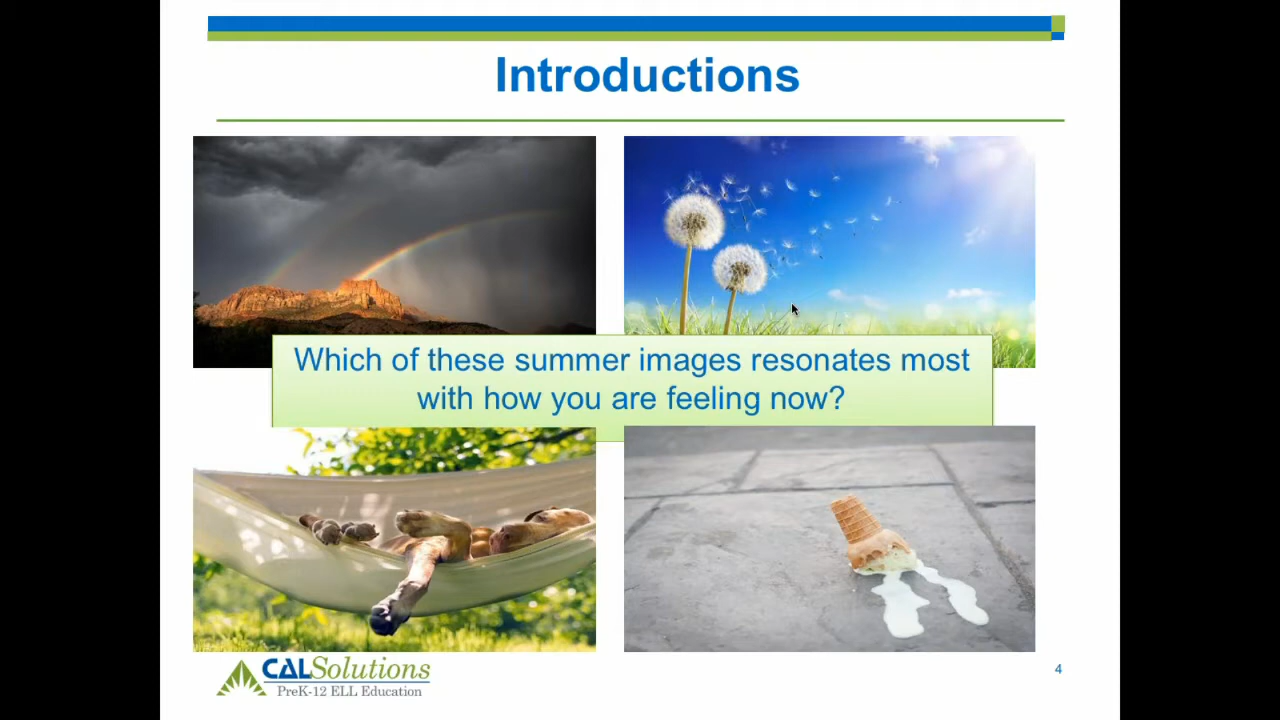 Introductions
Which of these summer images resonates most
with how you are feeling now?
CALSolutions
PreK-12 ELL Education
4